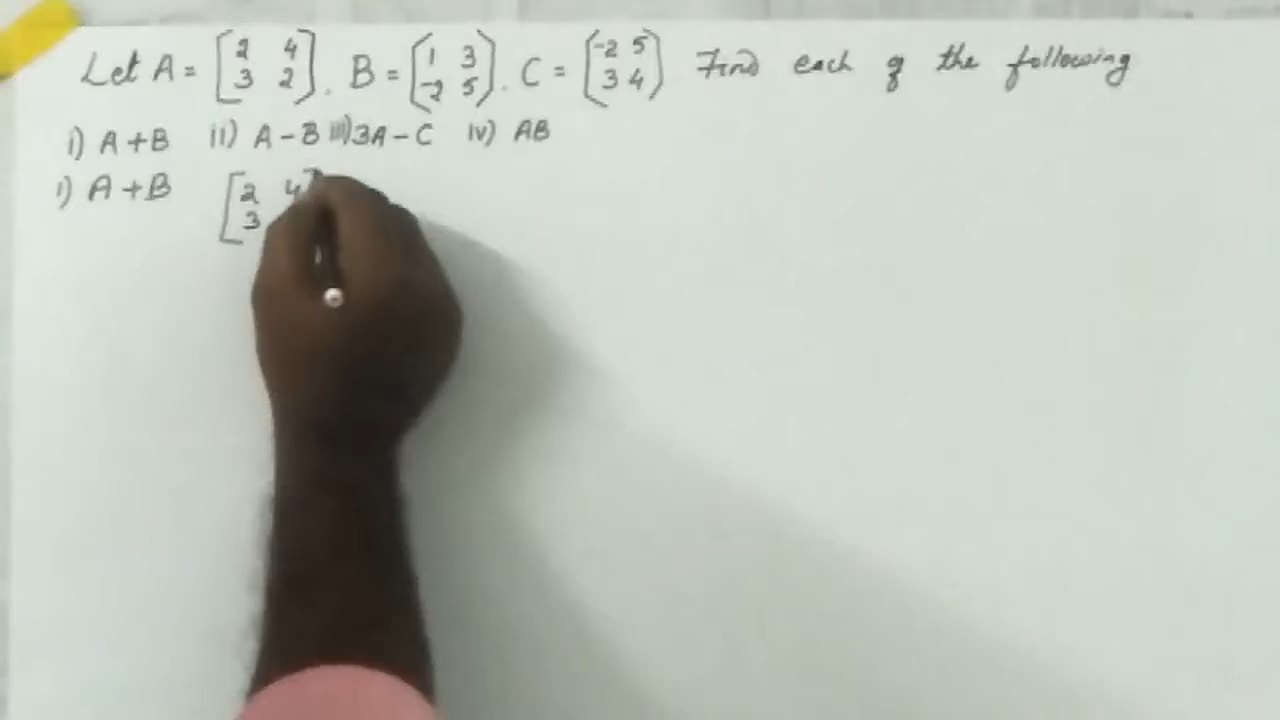 Let A = [2 4 3 2]. B = [1 3 -2 5]. C = [-2 5 3 4] Find each of the following
i) A+B ii) A-B iii) 3A-C iv) AB
i) A+B [2 4 3